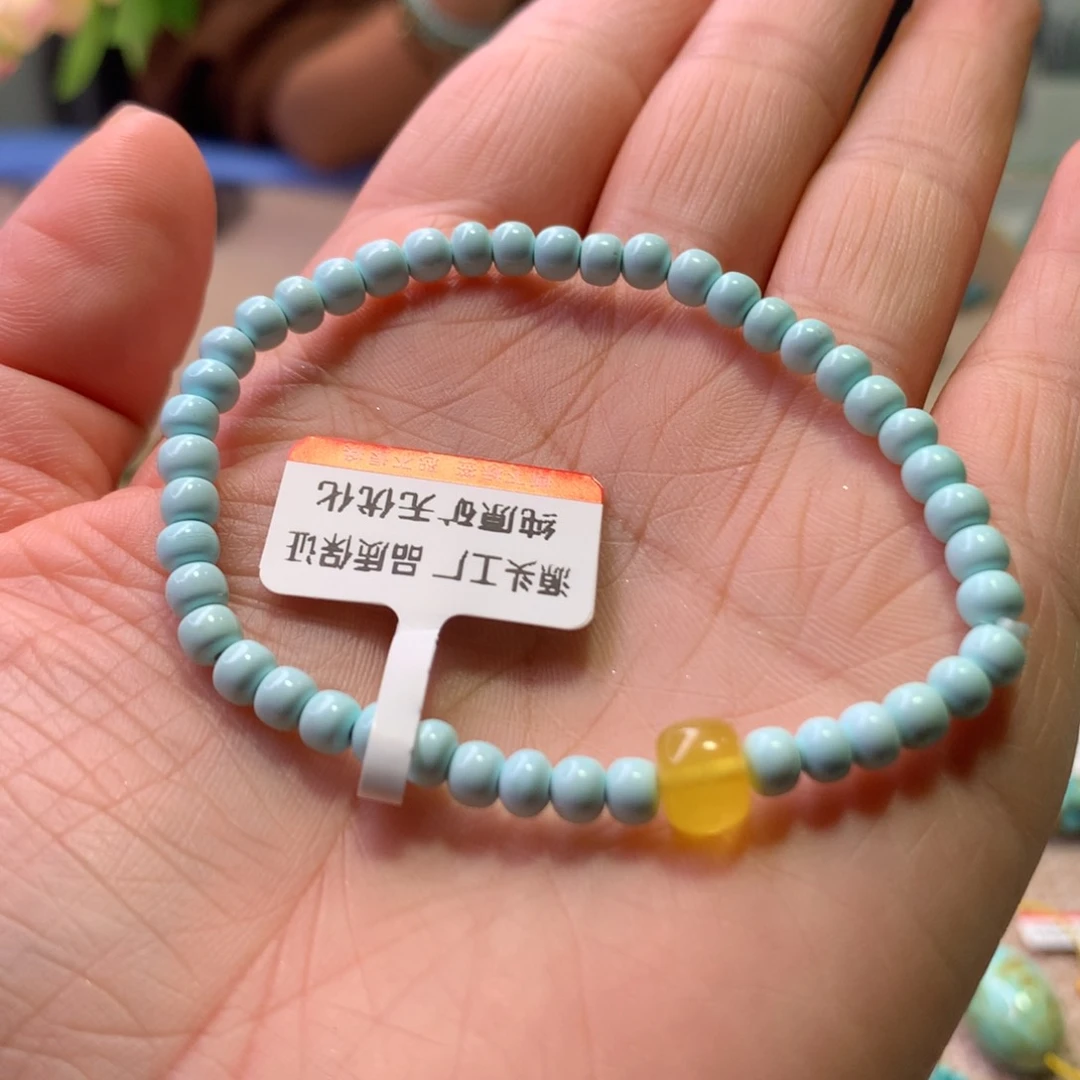 源头工厂 品质保证
纯原矿无优化